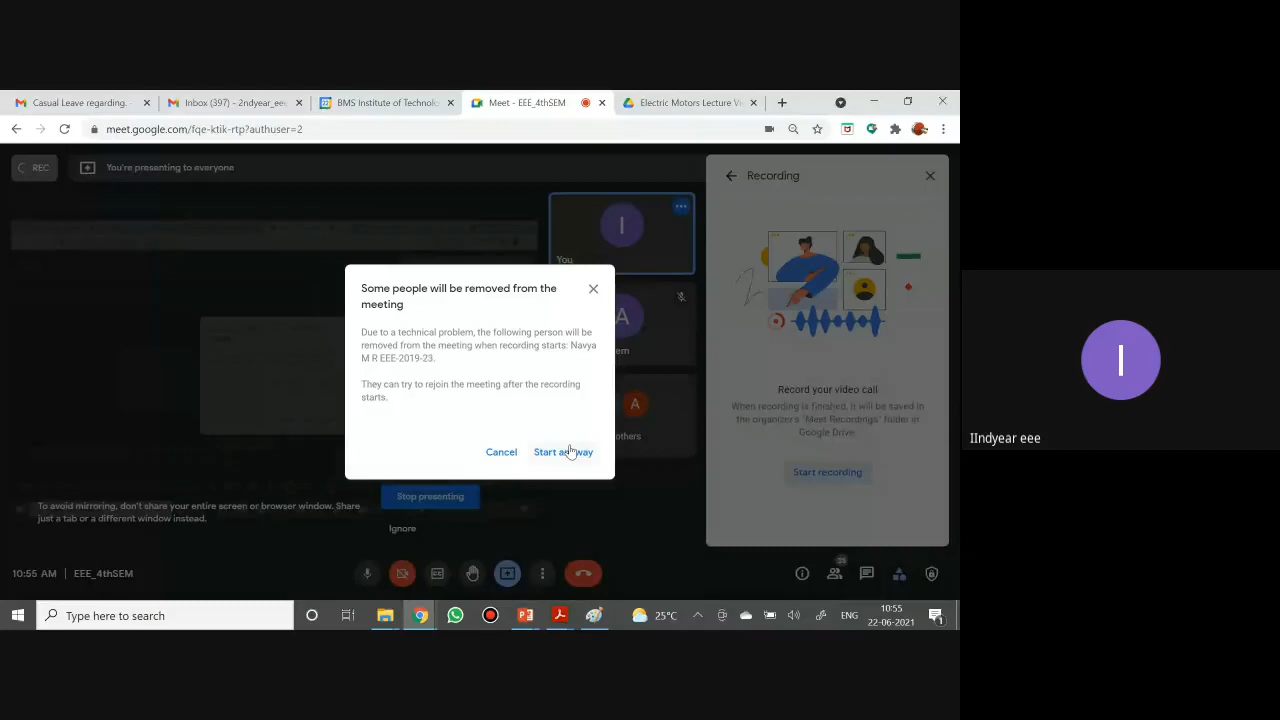 Casual Leave regarding.
Inbox (397) - 2ndyear_ee
BMS Institute of Technolo
Meet - EEE_4thSEM
Electric Motors Lecture V
meet.google.com/fqe-ktik-rtp?authuser=2
REC
You're presenting to everyone
Recording
I
You
Some people will be removed from the
meeting
Due to a technical problem, the following person will be
removed from the meeting when recording starts: Navya
M R EEE-2019-23.
They can try to rejoin the meeting after the recording
starts.
Cancel
Start anyway
A
em
A
others
Record your video call
When recording is finished, it will be saved in
the organizer's 'Meet Recordings' folder in
Google Drive.
Start recording
To avoid mirroring, don't share your entire screen or browser window. Share
just a tab or a different window instead.
Stop presenting
Ignore
10:55 AM | EEE_4thSEM
Type here to search
25°C
ENG
10:55
22-06-2021
1
I
IIndyear eee